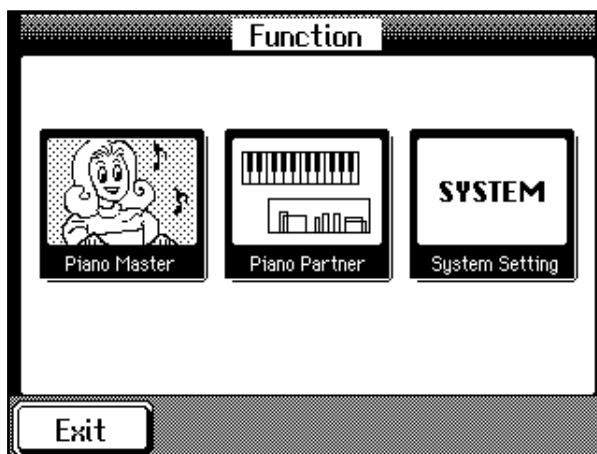 Function
SYSTEM
Piano Master
Piano Partner
System Setting
Exit